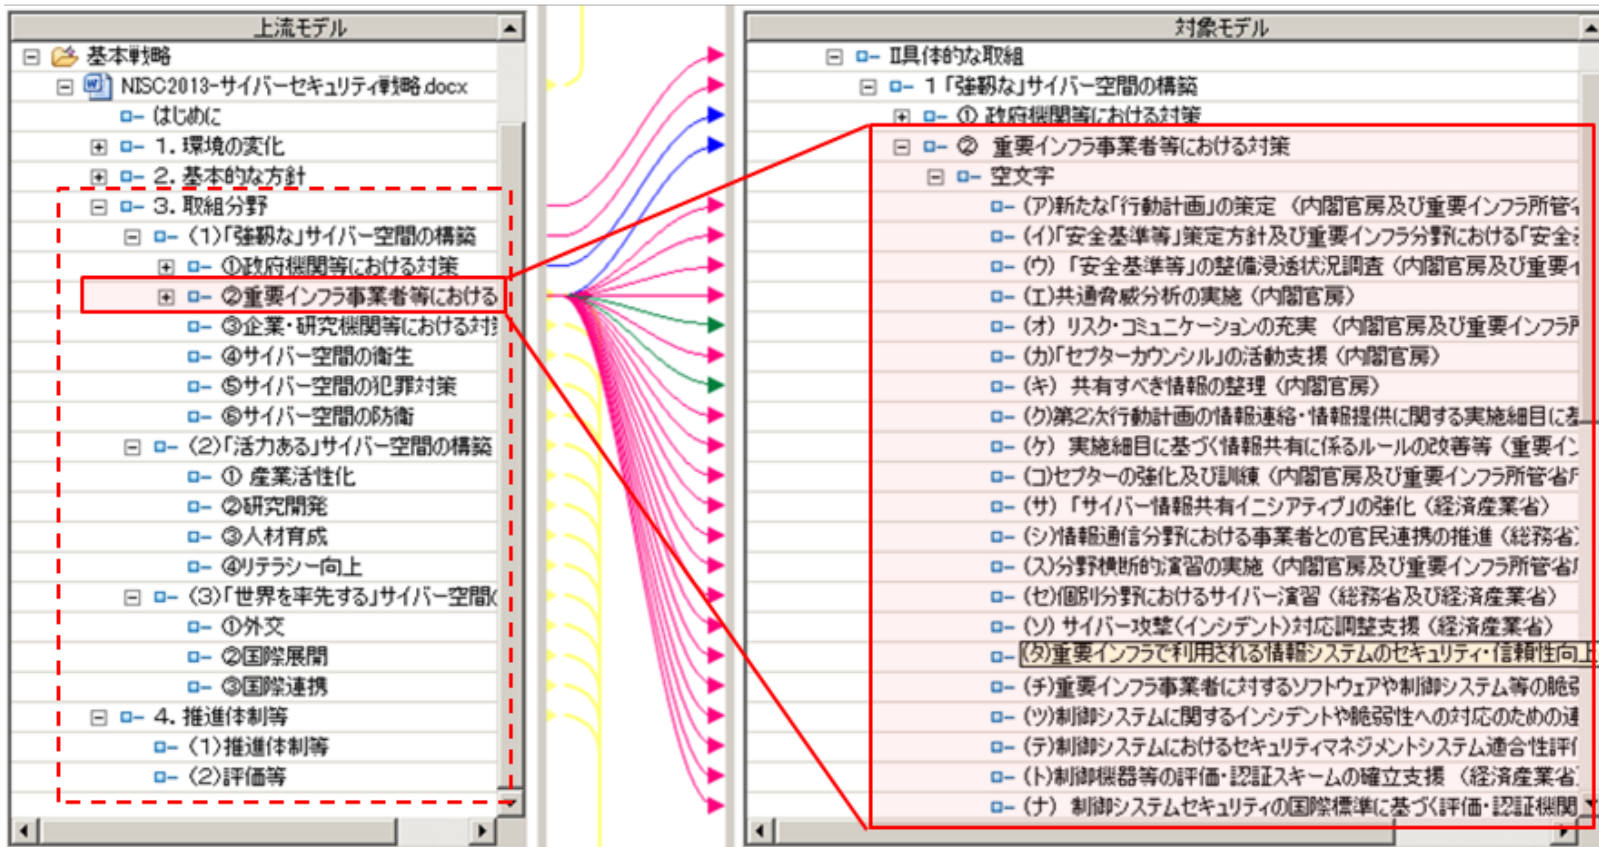 上流モデル
基本戦略
NISC2013-サイバーセキュリティ戦略.docx
はじめに
1. 環境の変化
2. 基本的な方針
3. 取組分野
(1)「強靱な」サイバー空間の構築
①政府機関等における対策
②重要インフラ事業者等における
③企業・研究機関等における対
④サイバー空間の衛生
⑤サイバー空間の犯罪対策
⑥サイバー空間の防衛
(2)「活力ある」サイバー空間の構築
① 産業活性化
②研究開発
③人材育成
④リテラシー向上
(3)「世界を率先する」サイバー空間
①外交
②国際展開
③国際連携
4. 推進体制等
(1)推進体制等
(2)評価等
対象モデル
Ⅱ具体的な取組
1 「強靱な」サイバー空間の構築
① 政府機関等における対策
② 重要インフラ事業者等における対策
空文字
(ア)新たな「行動計画」の策定 (内閣官房及び重要インフラ所管
(イ)「安全基準等」策定方針及び重要インフラ分野における「安全
(ウ) 「安全基準等」の整備浸透状況調査 (内閣官房及び重要
(エ)共通脅威分析の実施 (内閣官房)
(オ) リスク・コミュニケーションの充実 (内閣官房及び重要インフラ
(カ)「セプターカウンシル」の活動支援 (内閣官房)
(キ) 共有すべき情報の整理 (内閣官房)
(ク)第2次行動計画の情報連絡・情報提供に関する実施細目に基
(ケ) 実施細目に基づく情報共有に係るルールの改善等 (重要イン
(コ)セプターの強化及び訓練 (内閣官房及び重要インフラ所管省
(サ) 「サイバー情報共有イニシアティブ」の強化 (経済産業省)
(シ)情報通信分野における事業者との官民連携の推進 (総務省)
(ス)分野横断的演習の実施 (内閣官房及び重要インフラ所管省
(セ)個別分野におけるサイバー演習 (総務省及び経済産業省)
(ソ) サイバー攻撃(インシデント)対応調整支援 (経済産業省)
(タ)重要インフラで利用される情報システムのセキュリティ・信頼性向上
(チ)重要インフラ事業者に対するソフトウェアや制御システム等の脆弱
(ツ)制御システムに関するインシデントや脆弱性への対応のための連
(テ)制御システムにおけるセキュリティマネジメントシステム適合性評
(ト)制御機器等の評価・認証スキームの確立支援 (経済産業省)
(ナ) 制御システムセキュリティの国際標準に基づく評価・認証機関